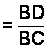 = BD
BC